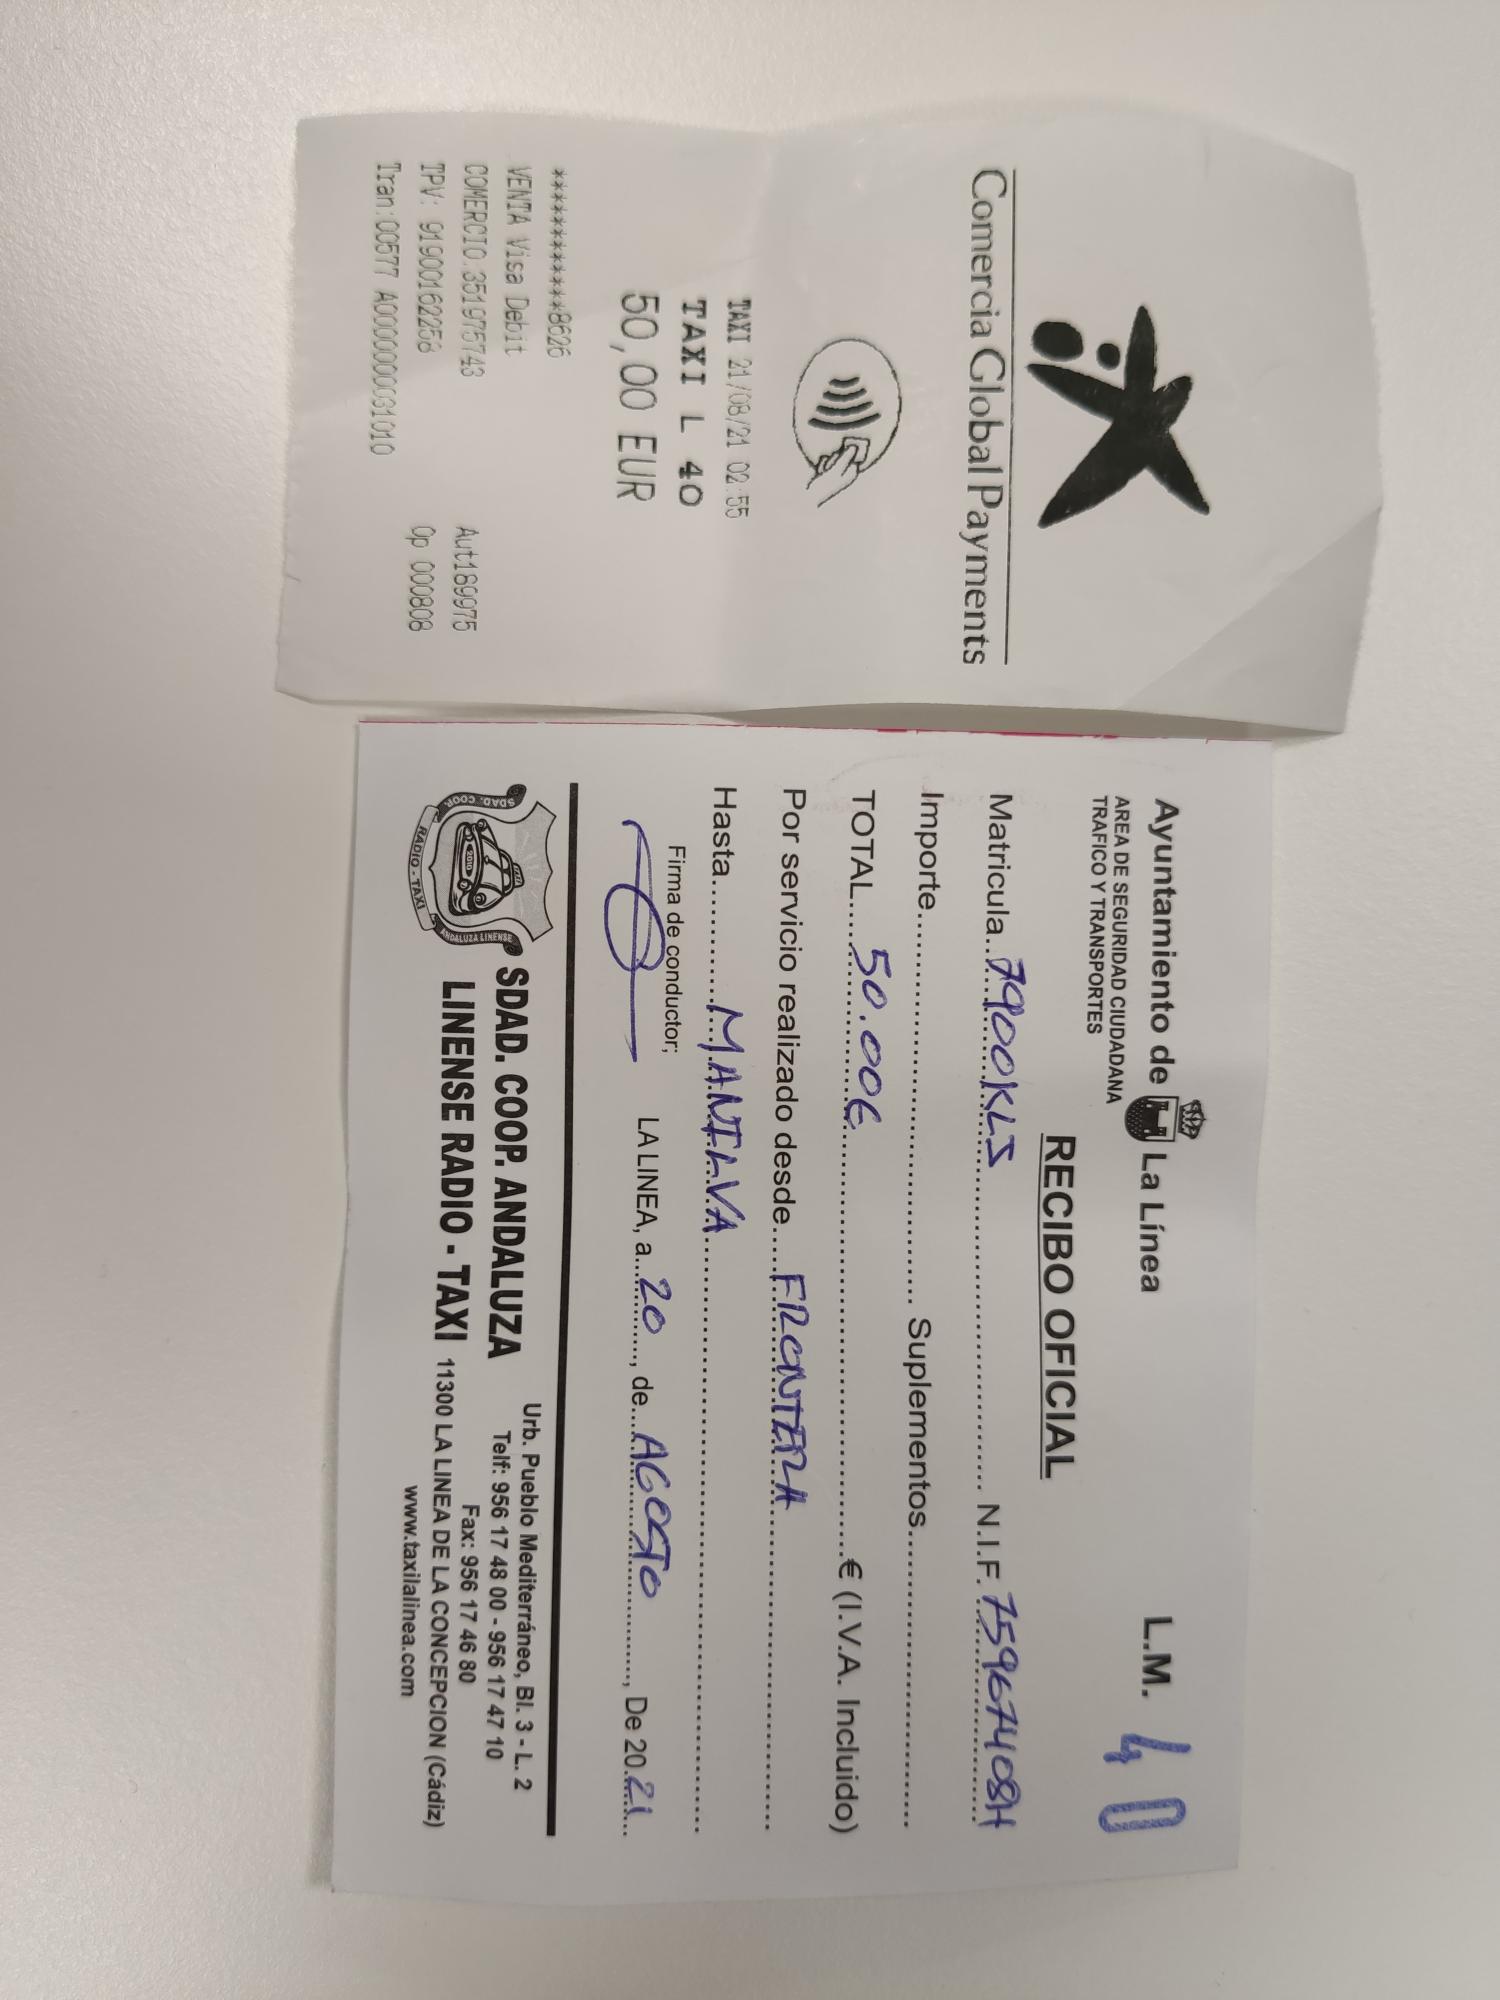 Comercia Global Payments
TAXI 21/08/21 02:55
TAXI L 40
50,00 EUR
************8626
VENTA Visa Debit
COMERCIO 351975743 Aut189975
TPV: 91900162258 Op 000808
Tran:00577 A0000000031010
Ayuntamiento de La Línea
AREA DE SEGURIDAD CIUDADANA
TRAFICO Y TRANSPORTES
L.M. 40
RECIBO OFICIAL
Matricula 7900KLJ N.I.F. 75967408H
Importe Suplementos
TOTAL 50.00€ € (I.V.A. Incluido)
Por servicio realizado desde FRONTERA
Hasta MANILVA
Firma de conductor;
LA LINEA, a 20, de AGOSTO, De 2021
SDAD. COOP.
RADIO - TAXI
ANDALUZA LINENSE
2010
SDAD. COOP. ANDALUZA
LINENSE RADIO - TAXI
Urb. Pueblo Mediterráneo, Bl. 3 - L. 2
Telf: 956 17 48 00 - 956 17 47 10
Fax: 956 17 46 80
11300 LA LINEA DE LA CONCEPCION (Cádiz)
www.taxilalinea.com